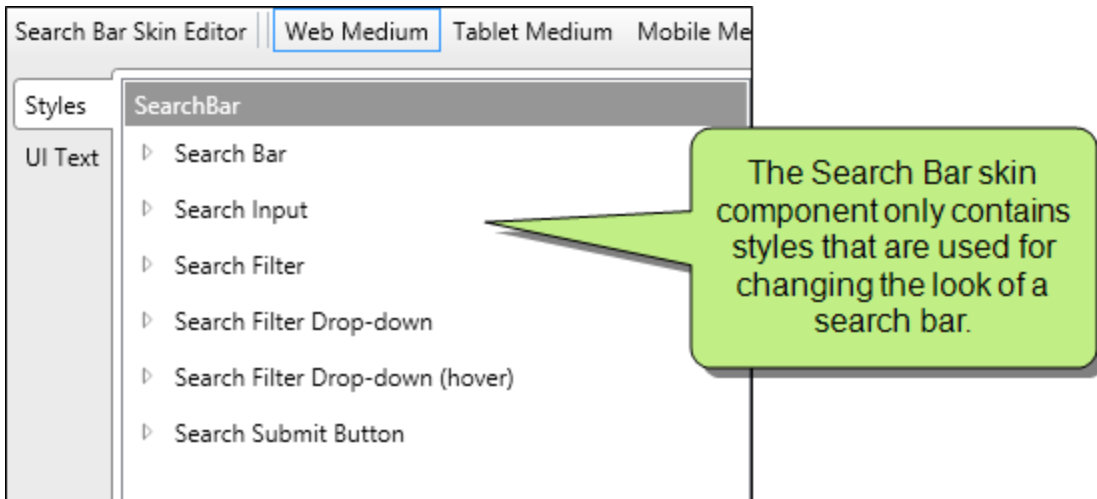 Search Bar Skin Editor Web Medium Tablet Medium Mobile Me
Styles
UI Text
SearchBar
Search Bar
Search Input
Search Filter
Search Filter Drop-down
Search Filter Drop-down (hover)
Search Submit Button
The Search Bar skin
component only contains
styles that are used for
changing the look of a
search bar.